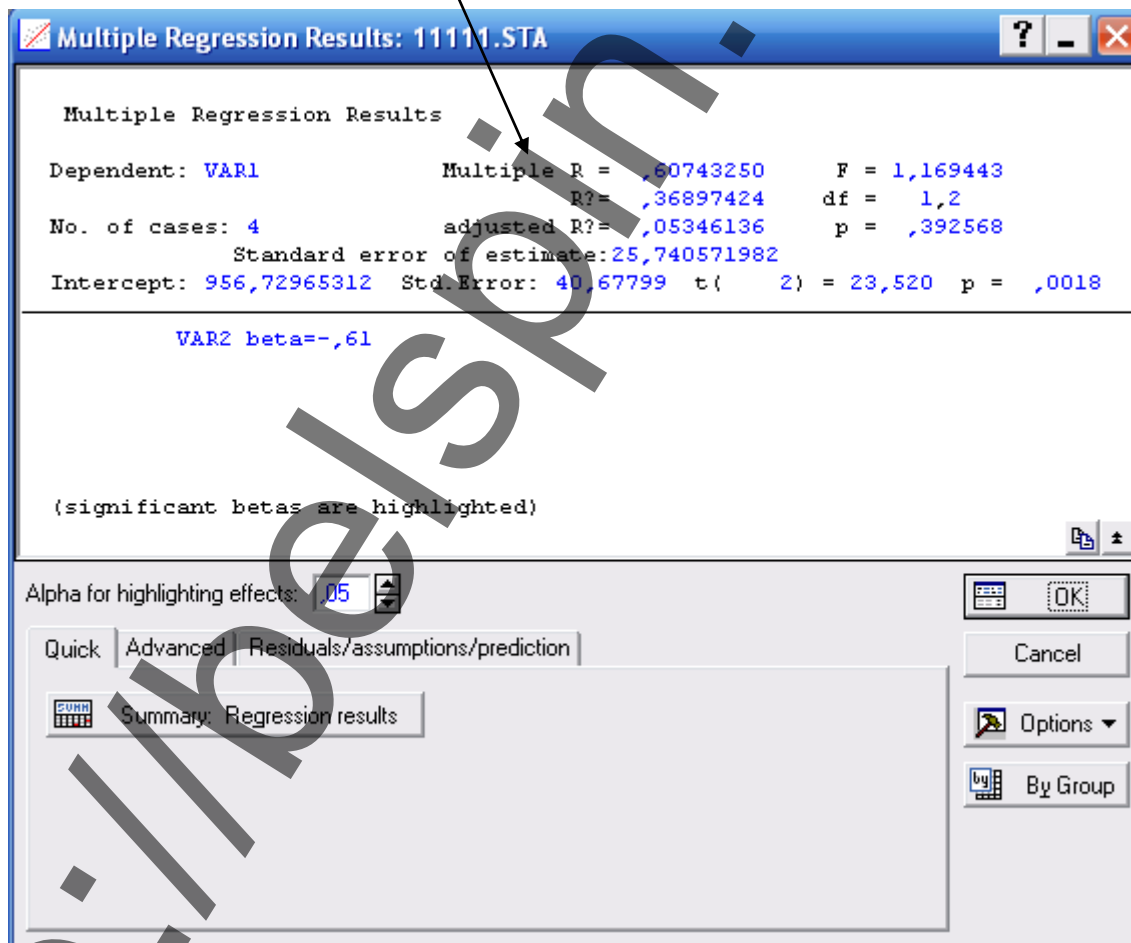 Multiple Regression Results: 11111.STA
Multiple Regression Results
Dependent: VAR1 Multiple R = ,60743250 F = 1,169443
R?= ,36897424 df = 1,2
No. of cases: 4 adjusted R?= ,05346136 p = ,392568
Standard error of estimate:25,740571982
Intercept: 956,72965312 Std.Error: 40,67799 t( 2) = 23,520 p = ,0018
VAR2 beta=-,61
(significant betas are highlighted)
Alpha for highlighting effects: ,05
OK
Quick Advanced Residuals/assumptions/prediction
Cancel
SUMM Summary: Regression results
Options
by By Group
://belspin.